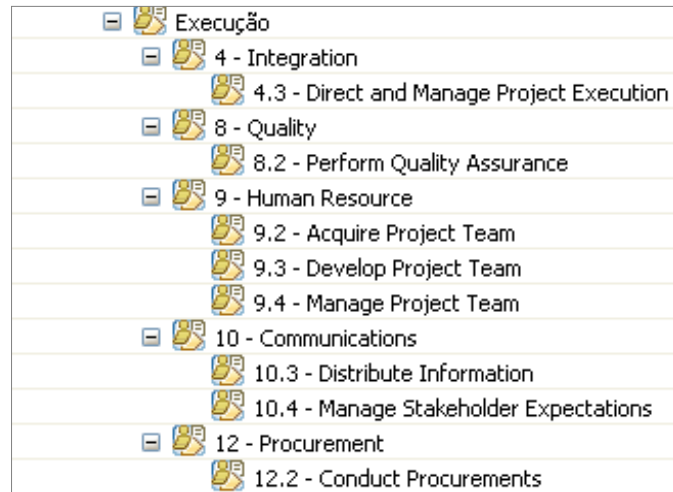 Execução
4 - Integration
4.3 - Direct and Manage Project Execution
8 - Quality
8.2 - Perform Quality Assurance
9 - Human Resource
9.2 - Acquire Project Team
9.3 - Develop Project Team
9.4 - Manage Project Team
10 - Communications
10.3 - Distribute Information
10.4 - Manage Stakeholder Expectations
12 - Procurement
12.2 - Conduct Procurements